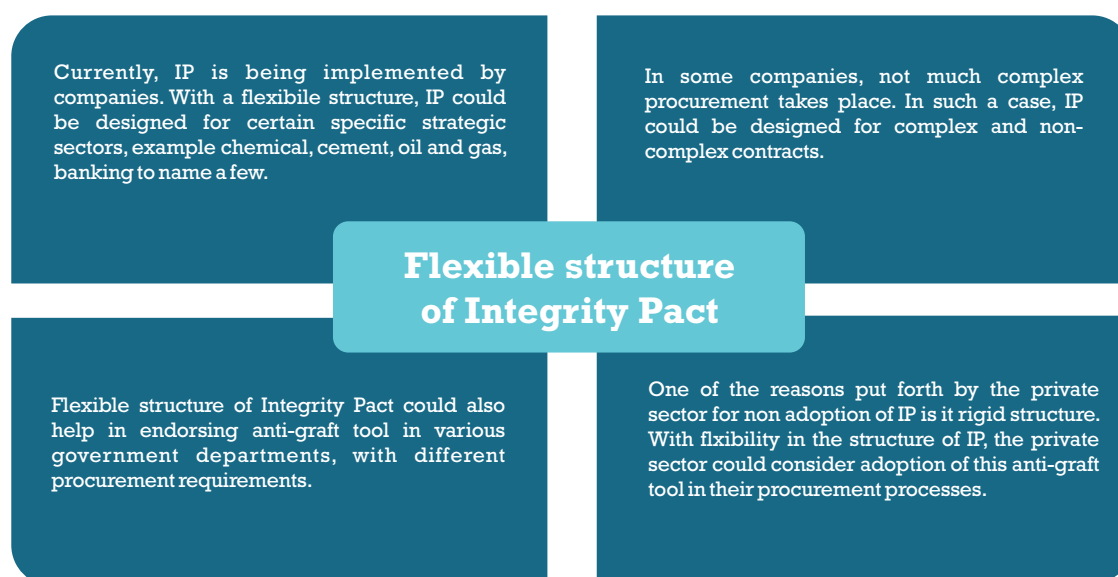 Currently, IP is being implemented by
companies. With a flexibile structure, IP could
be designed for certain specific strategic
sectors, example chemical, cement, oil and gas,
banking to name a few.
In some companies, not much complex
procurement takes place. In such a case, IP
could be designed for complex and non-
complex contracts.
Flexible structure
of Integrity Pact
Flexible structure of Integrity Pact could also
help in endorsing anti-graft tool in various
government departments, with different
procurement requirements.
One of the reasons put forth by the private
sector for non adoption of IP is it rigid structure.
With flxibility in the structure of IP, the private
sector could consider adoption of this anti-graft
tool in their procurement processes.